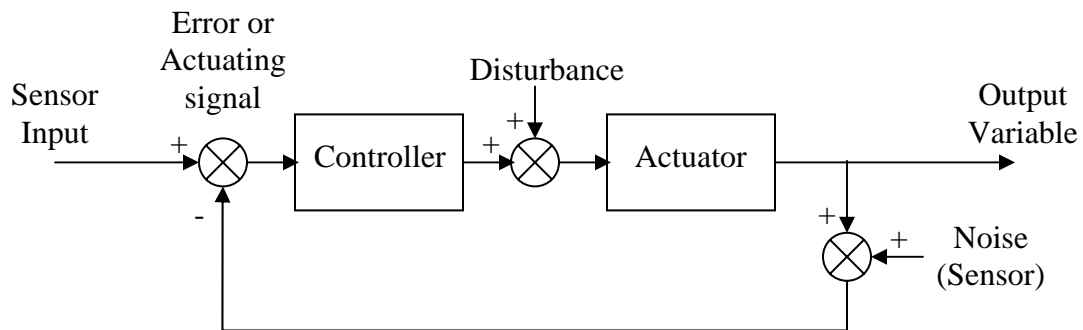 Error or
Actuating
signal
Sensor
Input
+
-
Controller
Disturbance
+
+
Actuator
Output
Variable
+
+
Noise
(Sensor)